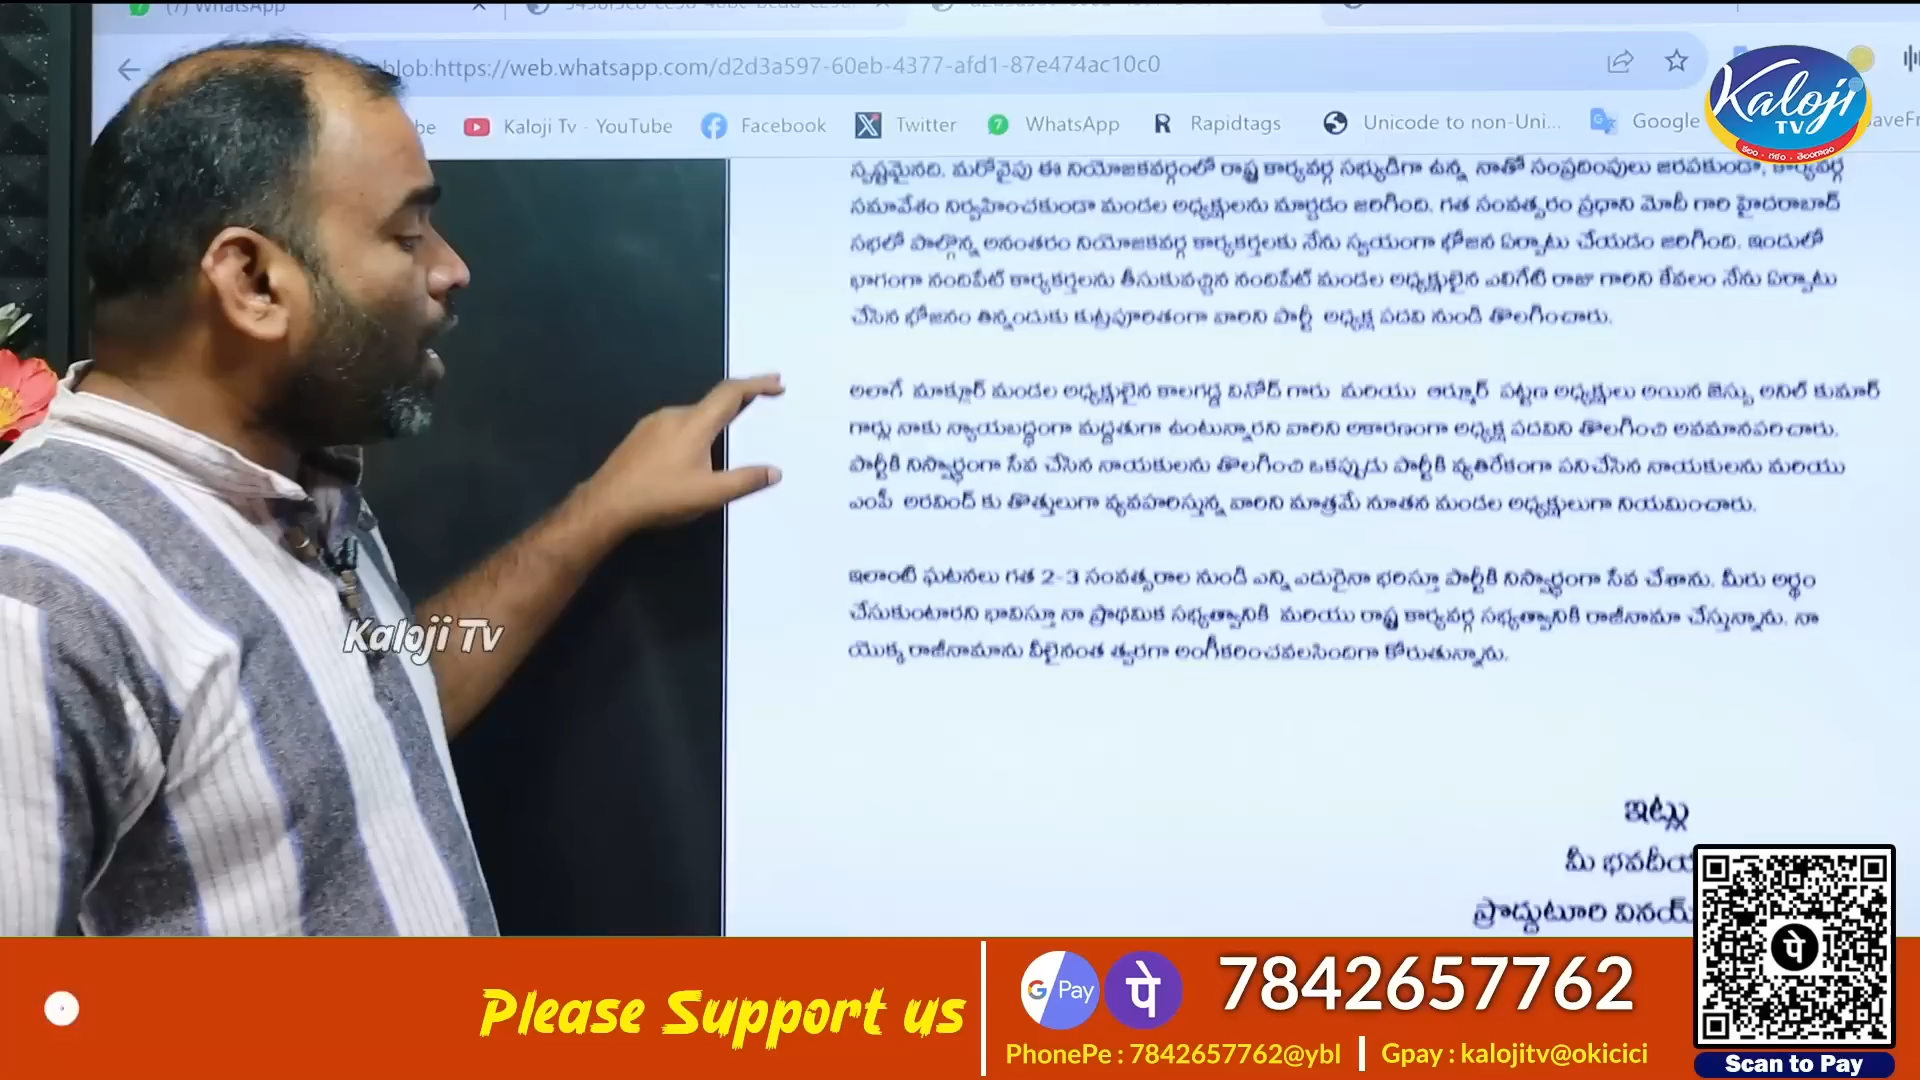 (7) WhatsApp
blob:https://web.whatsapp.com/d2d3a597-60eb-4377-afd1-87e474ac10c0
be Kaloji Tv - YouTube Facebook Twitter WhatsApp Rapidtags Unicode to non-Uni... Google
Kaloji
TV
స్పష్టమైనది. మరోవైపు ఈ నియోజకవర్గంలో రాష్ట్ర కార్యవర్గ సభ్యుడిగా ఉన్న నాతో సంప్రదింపులు జరపకుండా, కార్యవర్గ
సమావేశం నిర్వహించకుండా మండల అధ్యక్షులను మార్చడం జరిగింది. గత సంవత్సరం ప్రధాని మోదీ గారి హైదరాబాద్
సభలో పాల్గొన్న అనంతరం నియోజకవర్గ కార్యకర్తలకు నేను స్వయంగా భోజన ఏర్పాటు చేయడం జరిగింది. ఇందులో
భాగంగా నందిపేట్ కార్యకర్తలను తీసుకువచ్చిన నందిపేట్ మండల అధ్యక్షులైన ఎలిగేటి రాజు గారిని కేవలం నేను ఏర్పాటు
చేసిన భోజనం తిన్నందుకు కుట్రపూరితంగా వారిని పార్టీ అధ్యక్ష పదవి నుండి తొలగించారు.
అలాగే మాక్లూర్ మండల అధ్యక్షులైన కాలగడ్డ వినోద్ గారు మరియు ఆర్మూర్ పట్టణ అధ్యక్షులు అయిన జెస్సు అనిల్ కుమార్
గార్లు నాకు న్యాయబద్ధంగా మద్దతుగా ఉంటున్నారని వారిని అకారణంగా అధ్యక్ష పదవిని తొలగించి అవమానపరిచారు.
పార్టీకి నిస్వార్థంగా సేవ చేసిన నాయకులను తొలగించి ఒకప్పుడు పార్టీకి వ్యతిరేకంగా పనిచేసిన నాయకులను మరియు
ఎంపీ అరవింద్ కు తొత్తులుగా వ్యవహరిస్తున్న వారిని మాత్రమే నూతన మండల అధ్యక్షులుగా నియమించారు.
ఇలాంటి ఘటనలు గత 2-3 సంవత్సరాల నుండి ఎన్ని ఎదురైనా భరిస్తూ పార్టీకి నిస్వార్థంగా సేవ చేశాను. మీరు అర్థం
చేసుకుంటారని భావిస్తూ నా ప్రాథమిక సభ్యత్వానికి మరియు రాష్ట్ర కార్యవర్గ సభ్యత్వానికి రాజీనామా చేస్తున్నాను. నా
యొక్క రాజీనామాను వీలైనంత త్వరగా అంగీకరించవలసిందిగా కోరుతున్నాను.
Kaloji Tv
ఇట్లు
మీ భవదీయ
ప్రొద్దుటూరి వినయ్
Please Support us
G Pay
पे
7842657762
PhonePe : 7842657762@ybl | Gpay : kalojitv@okicici
Scan to Pay